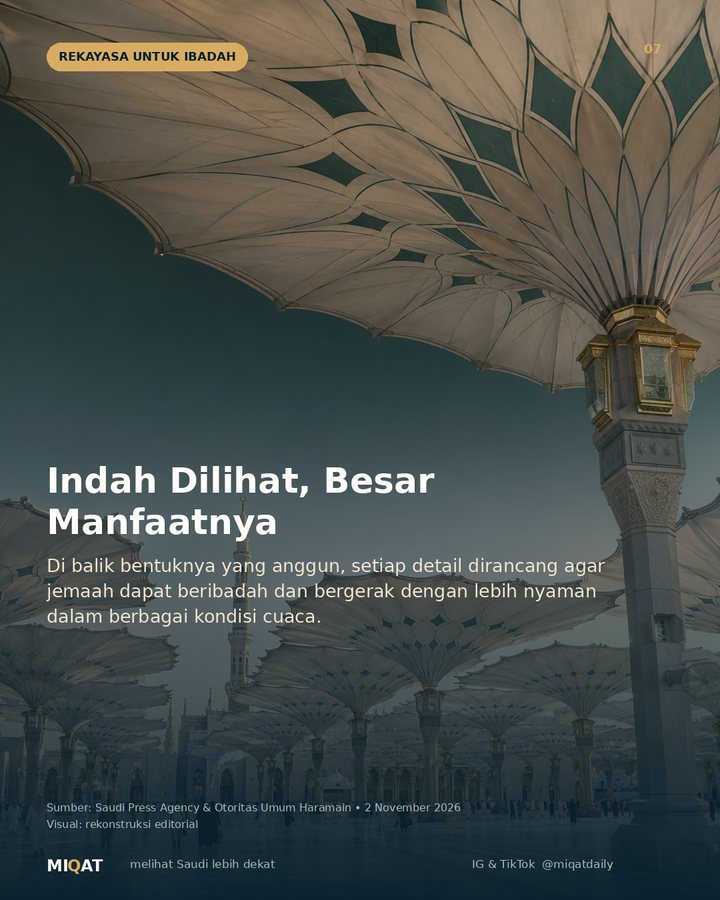 REKAYASA UNTUK IBADAH
07
Indah Dilihat, Besar
Manfaatnya
Di balik bentuknya yang anggun, setiap detail dirancang agar
jemaah dapat beribadah dan bergerak dengan lebih nyaman
dalam berbagai kondisi cuaca.
Sumber: Saudi Press Agency & Otoritas Umum Haramain • 2 November 2026
Visual: rekonstruksi editorial
MIQAT melihat Saudi lebih dekat IG & TikTok @miqatdaily